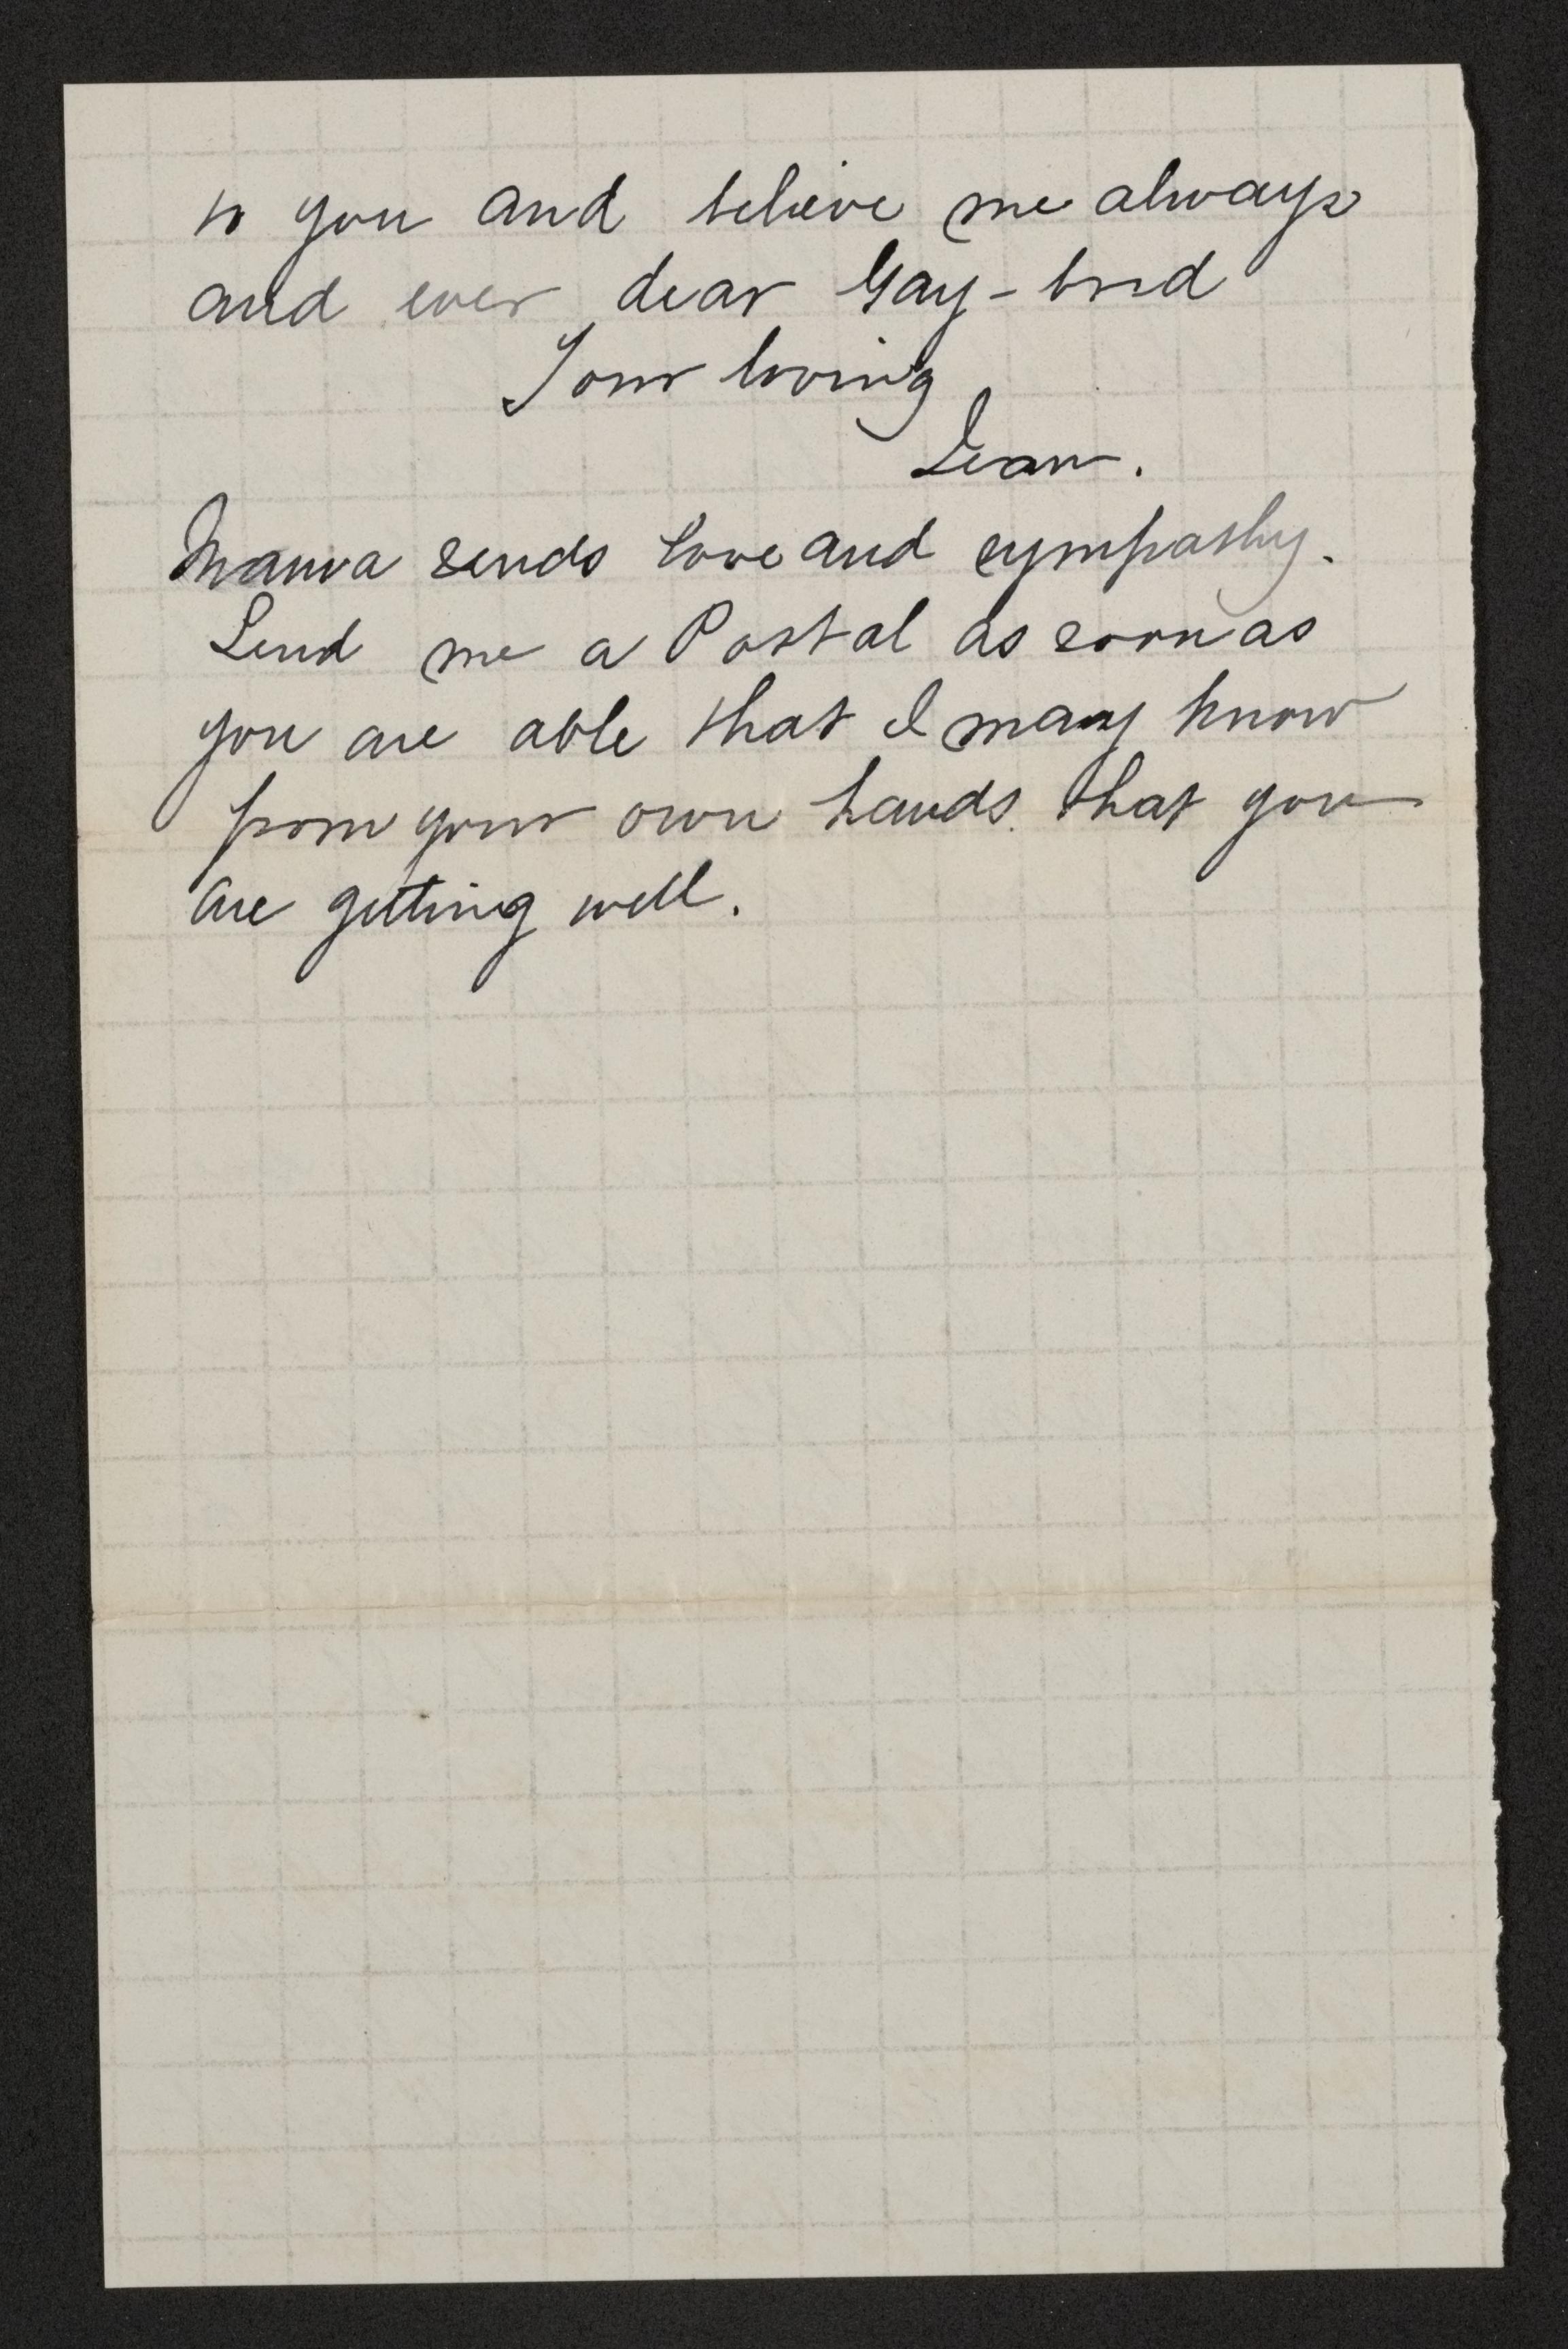 to you and believe me always
and ever dear Gay-bird
Your loving
Jean.
Mama sends love and sympathy.
Send me a Postal as soon as
you are able that I may know
from your own hands that you
are getting well.